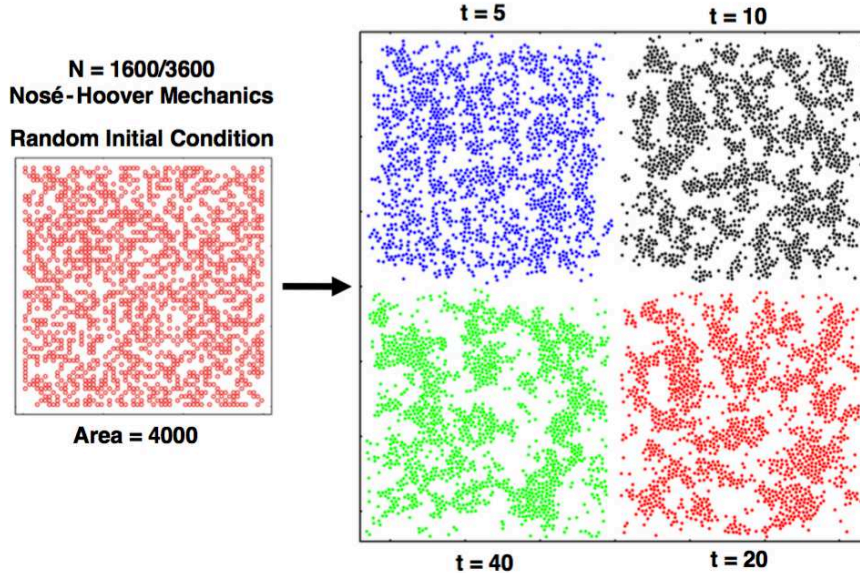 N = 1600/3600
Nosé-Hoover Mechanics
Random Initial Condition
Area = 4000
t = 5
t = 10
t = 40
t = 20